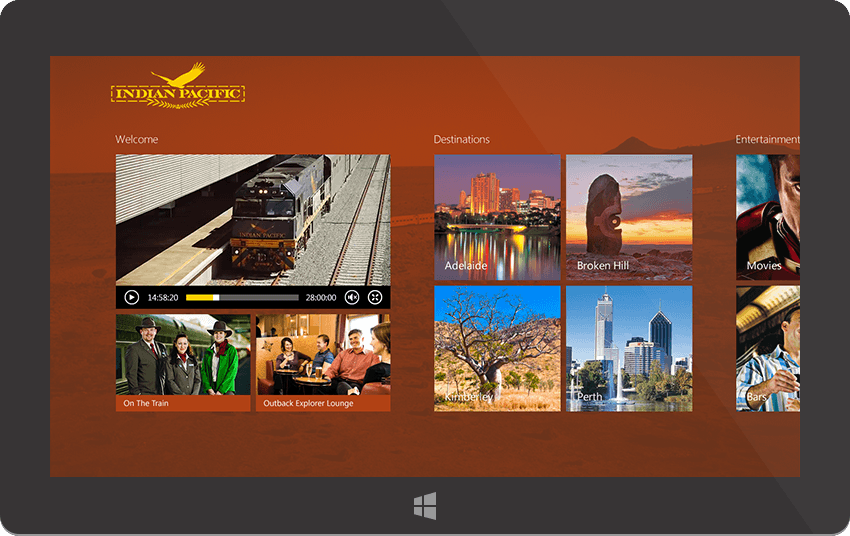 INDIAN PACIFIC
Welcome
Destinations
Entertainment
INDIAN PACIFIC
14:58:20
28:00:00
Adelaide
Broken Hill
Movies
On The Train
Outback Explorer Lounge
Kimberley
Perth
Bars